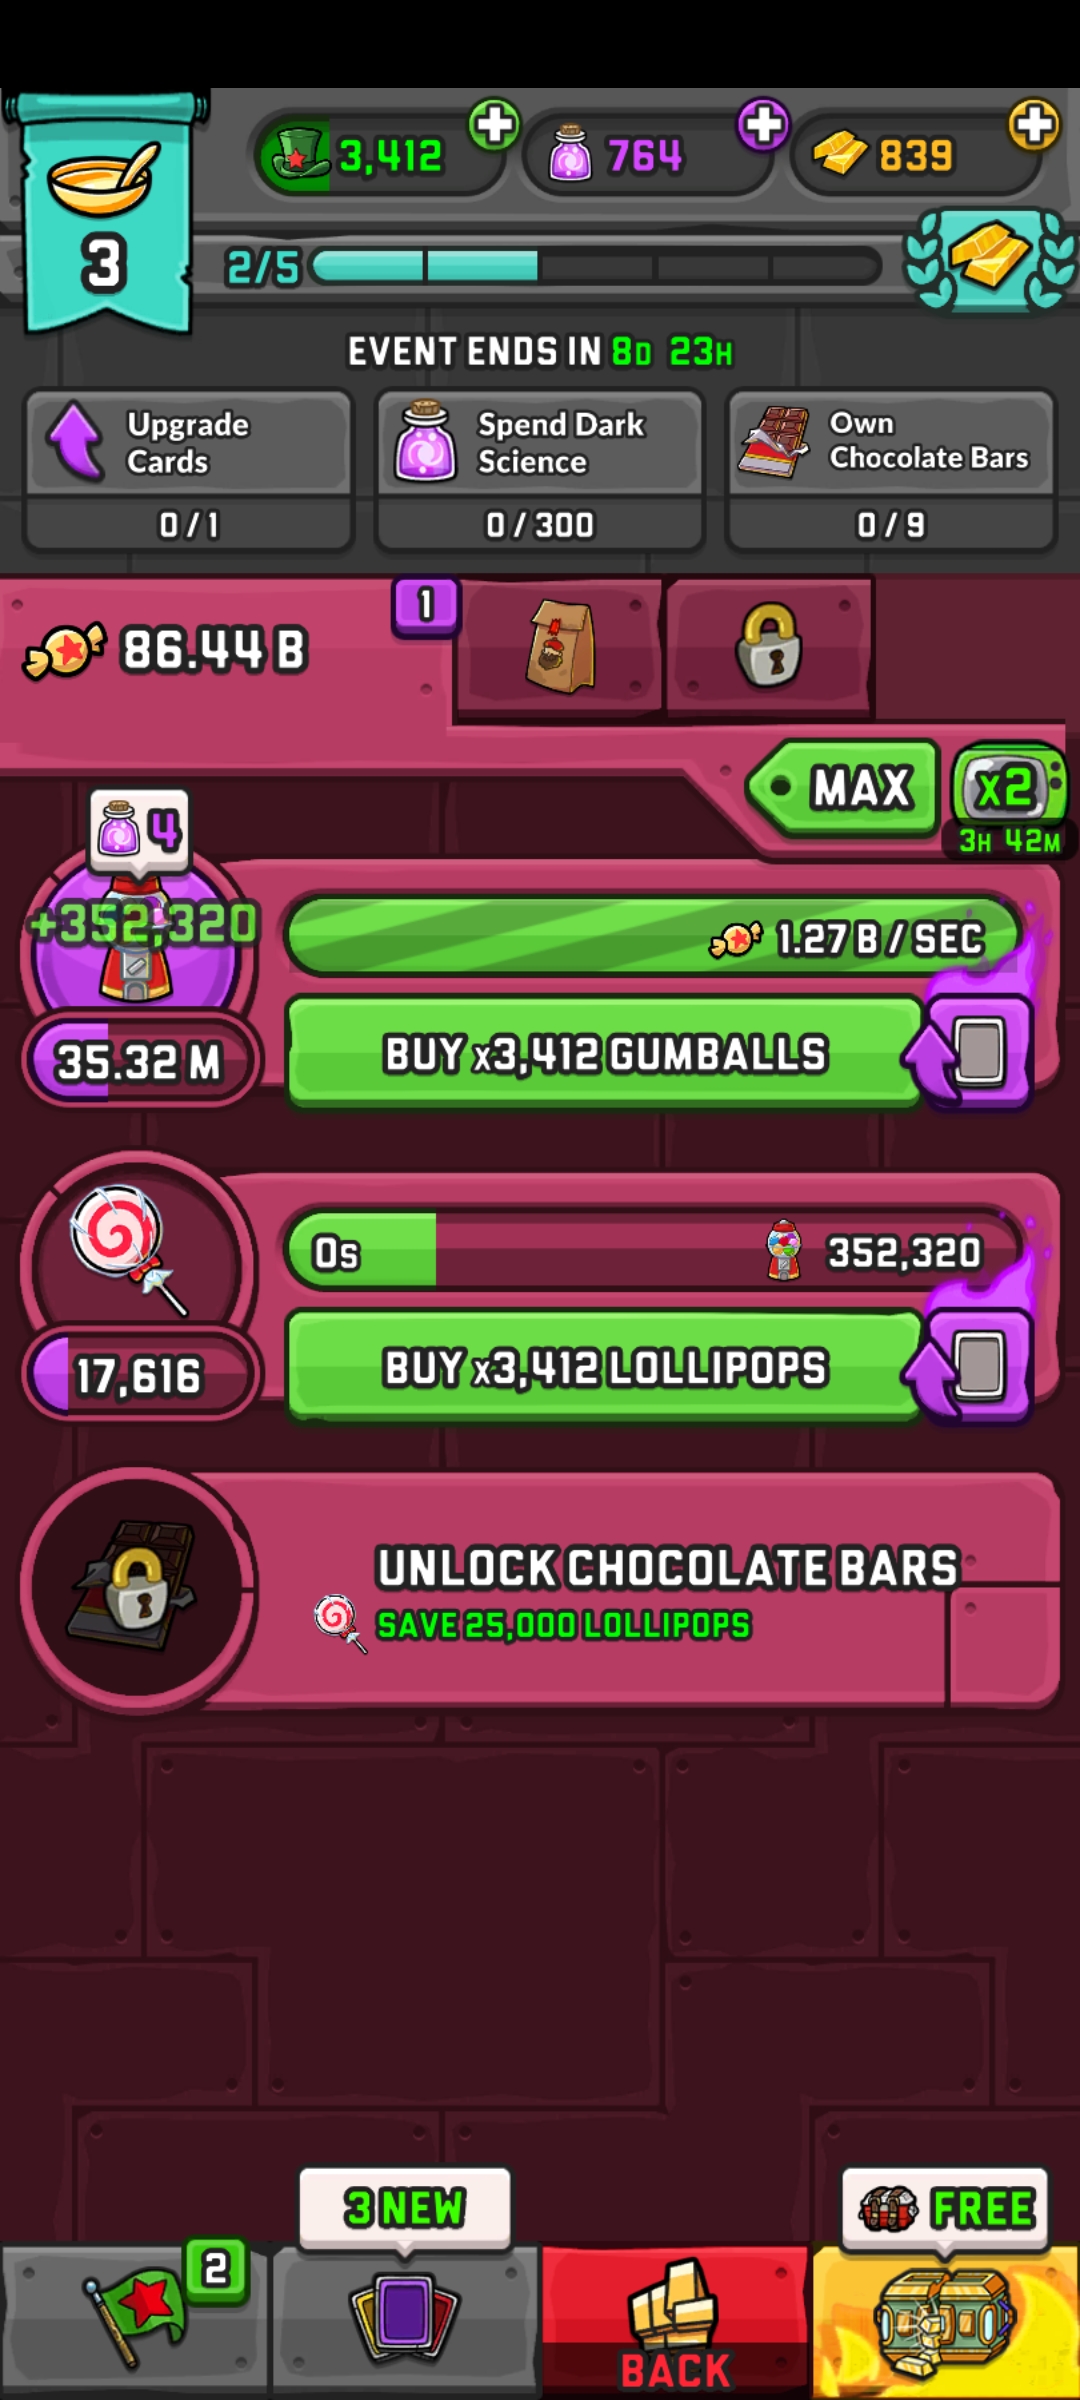 3,412
764
839
3
2/5
EVENT ENDS IN 8D 23H
Upgrade Cards
0/1
Spend Dark Science
0/300
Own Chocolate Bars
0/9
86.44 B
1
MAX
x2
3H 42M
4
+352,320
1.27 B / SEC
35.32 M
BUY x3,412 GUMBALLS
0s
352,320
17,616
BUY x3,412 LOLLIPOPS
UNLOCK CHOCOLATE BARS
SAVE 25,000 LOLLIPOPS
2
3 NEW
BACK
FREE